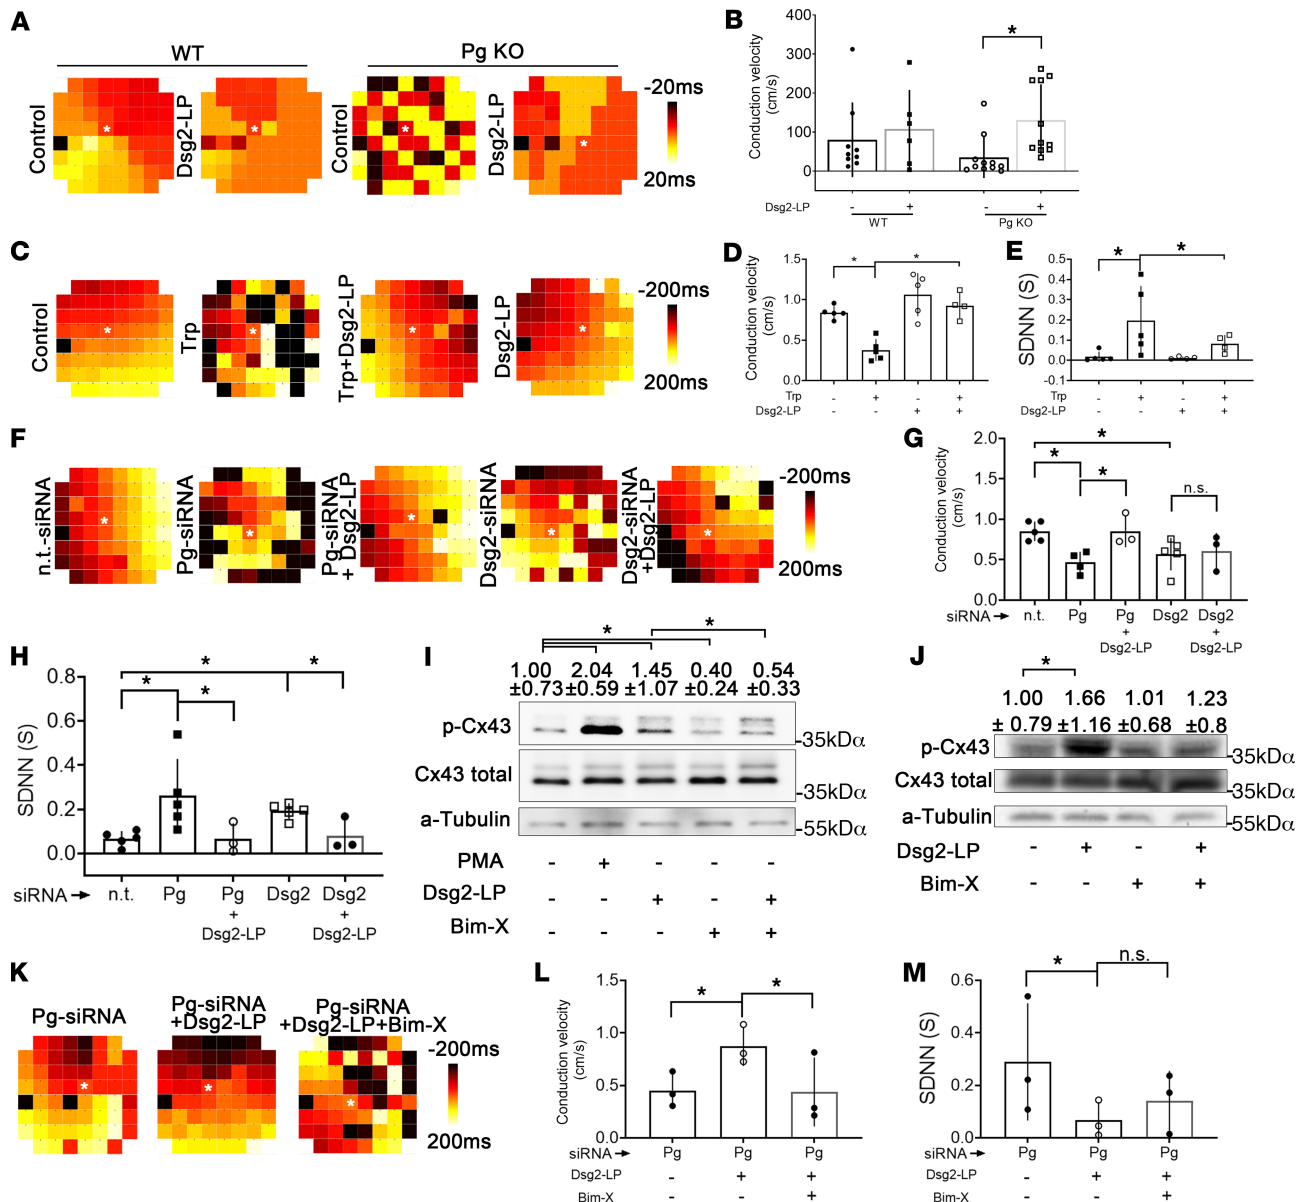 A
WT
Pg KO
Control
Dsg2-LP
Control
Dsg2-LP
-20ms
20ms
B
Conduction velocity
(cm/s)
400
300
200
100
0
*
Dsg2-LP
- + - +
WT
Pg KO
C
Control
Trp
Trp+Dsg2-LP
Dsg2-LP
-200ms
200ms
D
Conduction velocity
(cm/s)
1.5
1.0
0.5
0.0
* *
Trp - + - +
Dsg2-LP - - + +
E
SDNN (S)
0.5
0.4
0.3
0.2
0.1
0.0
-0.1
* *
Trp - + - +
Dsg2-LP - - + +
F
n.t.-siRNA
Pg-siRNA
Pg-siRNA
+ Dsg2-LP
Dsg2-siRNA
Dsg2-siRNA
+Dsg2-LP
-200ms
200ms
G
Conduction velocity
(cm/s)
2.0
1.5
1.0
0.5
0.0
*
* *
n.s.
siRNA
n.t.
Pg
Pg
+
Dsg2-LP
Dsg2
Dsg2
+
Dsg2-LP
H
SDNN (S)
0.8
0.6
0.4
0.2
0.0
* *
* *
siRNA
n.t.
Pg
Pg
+
Dsg2-LP
Dsg2
Dsg2
+
Dsg2-LP
I
* *
1.00 2.04 1.45 0.40 0.54
±0.73 ±0.59 ±1.07 ±0.24 ±0.33
p-Cx43 -35kDα
Cx43 total -35kDα
a-Tubulin -55kDα
PMA - + - - -
Dsg2-LP - - + - +
Bim-X - - - + +
J
*
1.00 1.66 1.01 1.23
± 0.79 ±1.16 ±0.68 ±0.8
p-Cx43 -35kDα
Cx43 total -35kDα
a-Tubulin -55kDα
Dsg2-LP - + - +
Bim-X - - + +
K
Pg-siRNA
Pg-siRNA
+Dsg2-LP
Pg-siRNA
+Dsg2-LP+Bim-X
-200ms
200ms
L
Conduction velocity
(cm/s)
1.5
1.0
0.5
0.0
* *
siRNA Pg Pg Pg
Dsg2-LP - + +
Bim-X - - +
M
SDNN (S)
0.6
0.4
0.2
0.0
* n.s.
siRNA Pg Pg Pg
Dsg2-LP - + +
Bim-X - - +